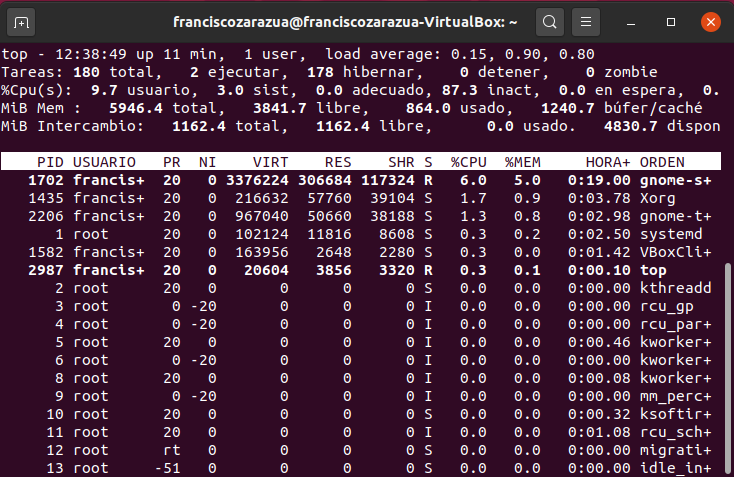 franciscozarazua@franciscozarazua-VirtualBox: ~
top - 12:38:49 up 11 min,  1 user,  load average: 0.15, 0.90, 0.80
Tareas: 180 total,   2 ejecutar, 178 hibernar,    0 detener,    0 zombie
%Cpu(s):  9.7 usuario,  3.0 sist,  0.0 adecuado, 87.3 inact,  0.0 en espera,  0.
MiB Mem :   5946.4 total,   3841.7 libre,    864.0 usado,   1240.7 búfer/caché
MiB Intercambio:   1162.4 total,   1162.4 libre,      0.0 usado.   4830.7 dispon
PID USUARIO   PR  NI    VIRT    RES    SHR S  %CPU  %MEM     HORA+ ORDEN
1702 francis+  20   0 3376224 306684 117324 R   6.0   5.0   0:19.00 gnome-s+
1435 francis+  20   0  216632  57760  39104 S   1.7   0.9   0:03.78 Xorg
2206 francis+  20   0  967040  50660  38188 S   1.3   0.8   0:02.98 gnome-t+
1 root      20   0  102124  11816   8608 S   0.3   0.2   0:02.50 systemd
1582 francis+  20   0  163956   2648   2280 S   0.3   0.0   0:01.42 VBoxCli+
2987 francis+  20   0   20604   3856   3320 R   0.3   0.1   0:00.10 top
2 root      20   0       0      0      0 S   0.0   0.0   0:00.00 kthreadd
3 root       0 -20       0      0      0 I   0.0   0.0   0:00.00 rcu_gp
4 root       0 -20       0      0      0 I   0.0   0.0   0:00.00 rcu_par+
5 root      20   0       0      0      0 I   0.0   0.0   0:00.46 kworker+
6 root       0 -20       0      0      0 I   0.0   0.0   0:00.00 kworker+
8 root      20   0       0      0      0 I   0.0   0.0   0:00.08 kworker+
9 root       0 -20       0      0      0 I   0.0   0.0   0:00.00 mm_perc+
10 root      20   0       0      0      0 S   0.0   0.0   0:00.32 ksoftir+
11 root      20   0       0      0      0 I   0.0   0.0   0:01.08 rcu_sch+
12 root      rt   0       0      0      0 S   0.0   0.0   0:00.00 migrati+
13 root     -51   0       0      0      0 S   0.0   0.0   0:00.00 idle_in+